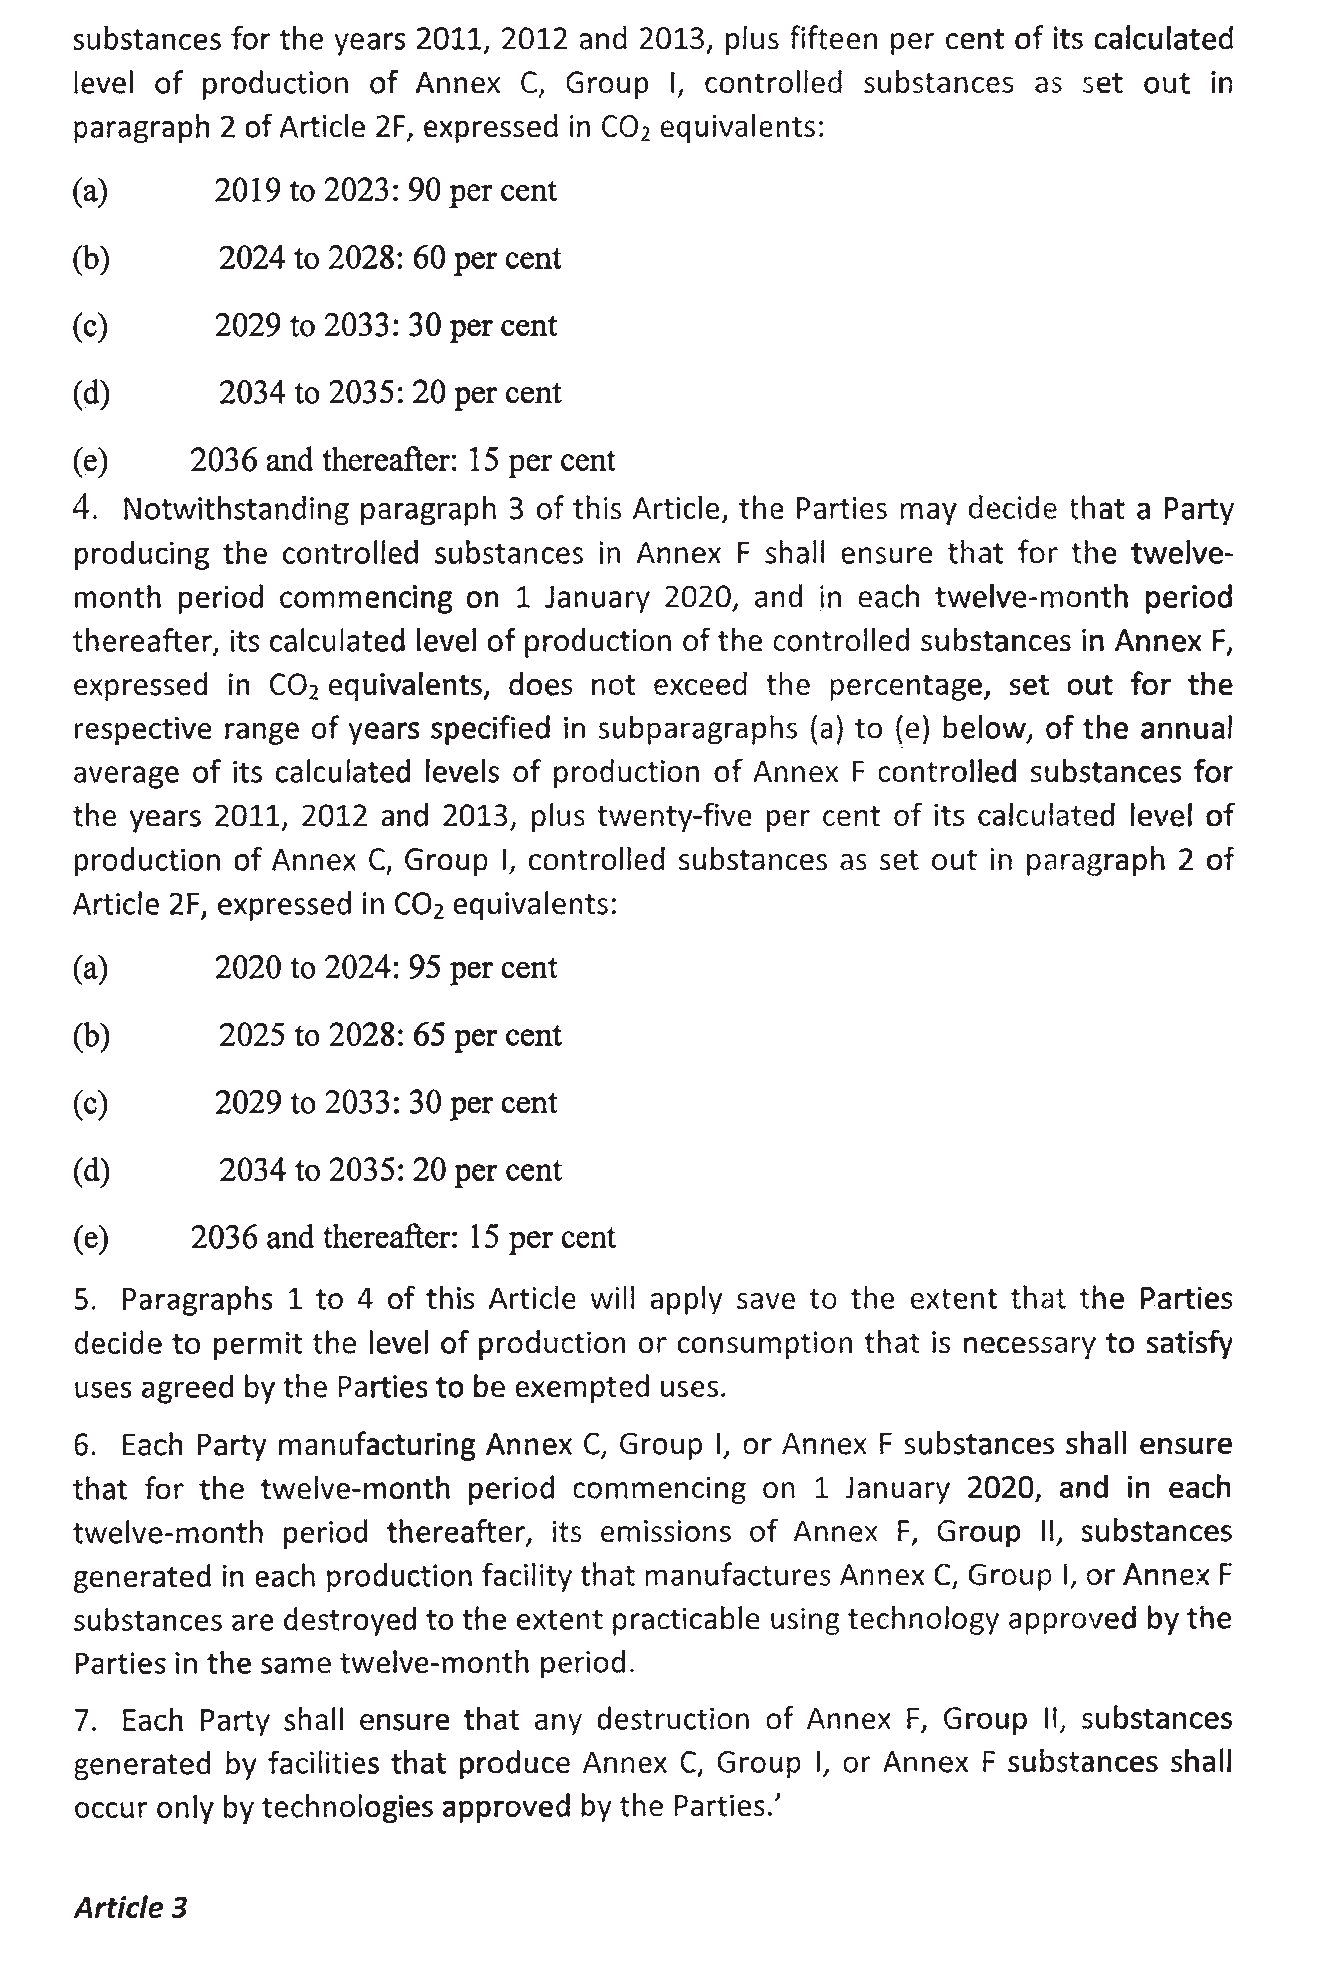 substances for the years 2011, 2012 and 2013, plus fifteen per cent of its calculated
level of production of Annex C, Group I, controlled substances as set out in
paragraph 2 of Article 2F, expressed in CO₂ equivalents:
(a) 2019 to 2023: 90 per cent
(b) 2024 to 2028: 60 per cent
(c) 2029 to 2033: 30 per cent
(d) 2034 to 2035: 20 per cent
(e) 2036 and thereafter: 15 per cent
4. Notwithstanding paragraph 3 of this Article, the Parties may decide that a Party
producing the controlled substances in Annex F shall ensure that for the twelve-
month period commencing on 1 January 2020, and in each twelve-month period
thereafter, its calculated level of production of the controlled substances in Annex F,
expressed in CO₂ equivalents, does not exceed the percentage, set out for the
respective range of years specified in subparagraphs (a) to (e) below, of the annual
average of its calculated levels of production of Annex F controlled substances for
the years 2011, 2012 and 2013, plus twenty-five per cent of its calculated level of
production of Annex C, Group I, controlled substances as set out in paragraph 2 of
Article 2F, expressed in CO₂ equivalents:
(a) 2020 to 2024: 95 per cent
(b) 2025 to 2028: 65 per cent
(c) 2029 to 2033: 30 per cent
(d) 2034 to 2035: 20 per cent
(e) 2036 and thereafter: 15 per cent
5. Paragraphs 1 to 4 of this Article will apply save to the extent that the Parties
decide to permit the level of production or consumption that is necessary to satisfy
uses agreed by the Parties to be exempted uses.
6. Each Party manufacturing Annex C, Group I, or Annex F substances shall ensure
that for the twelve-month period commencing on 1 January 2020, and in each
twelve-month period thereafter, its emissions of Annex F, Group II, substances
generated in each production facility that manufactures Annex C, Group I, or Annex F
substances are destroyed to the extent practicable using technology approved by the
Parties in the same twelve-month period.
7. Each Party shall ensure that any destruction of Annex F, Group II, substances
generated by facilities that produce Annex C, Group I, or Annex F substances shall
occur only by technologies approved by the Parties.'
Article 3